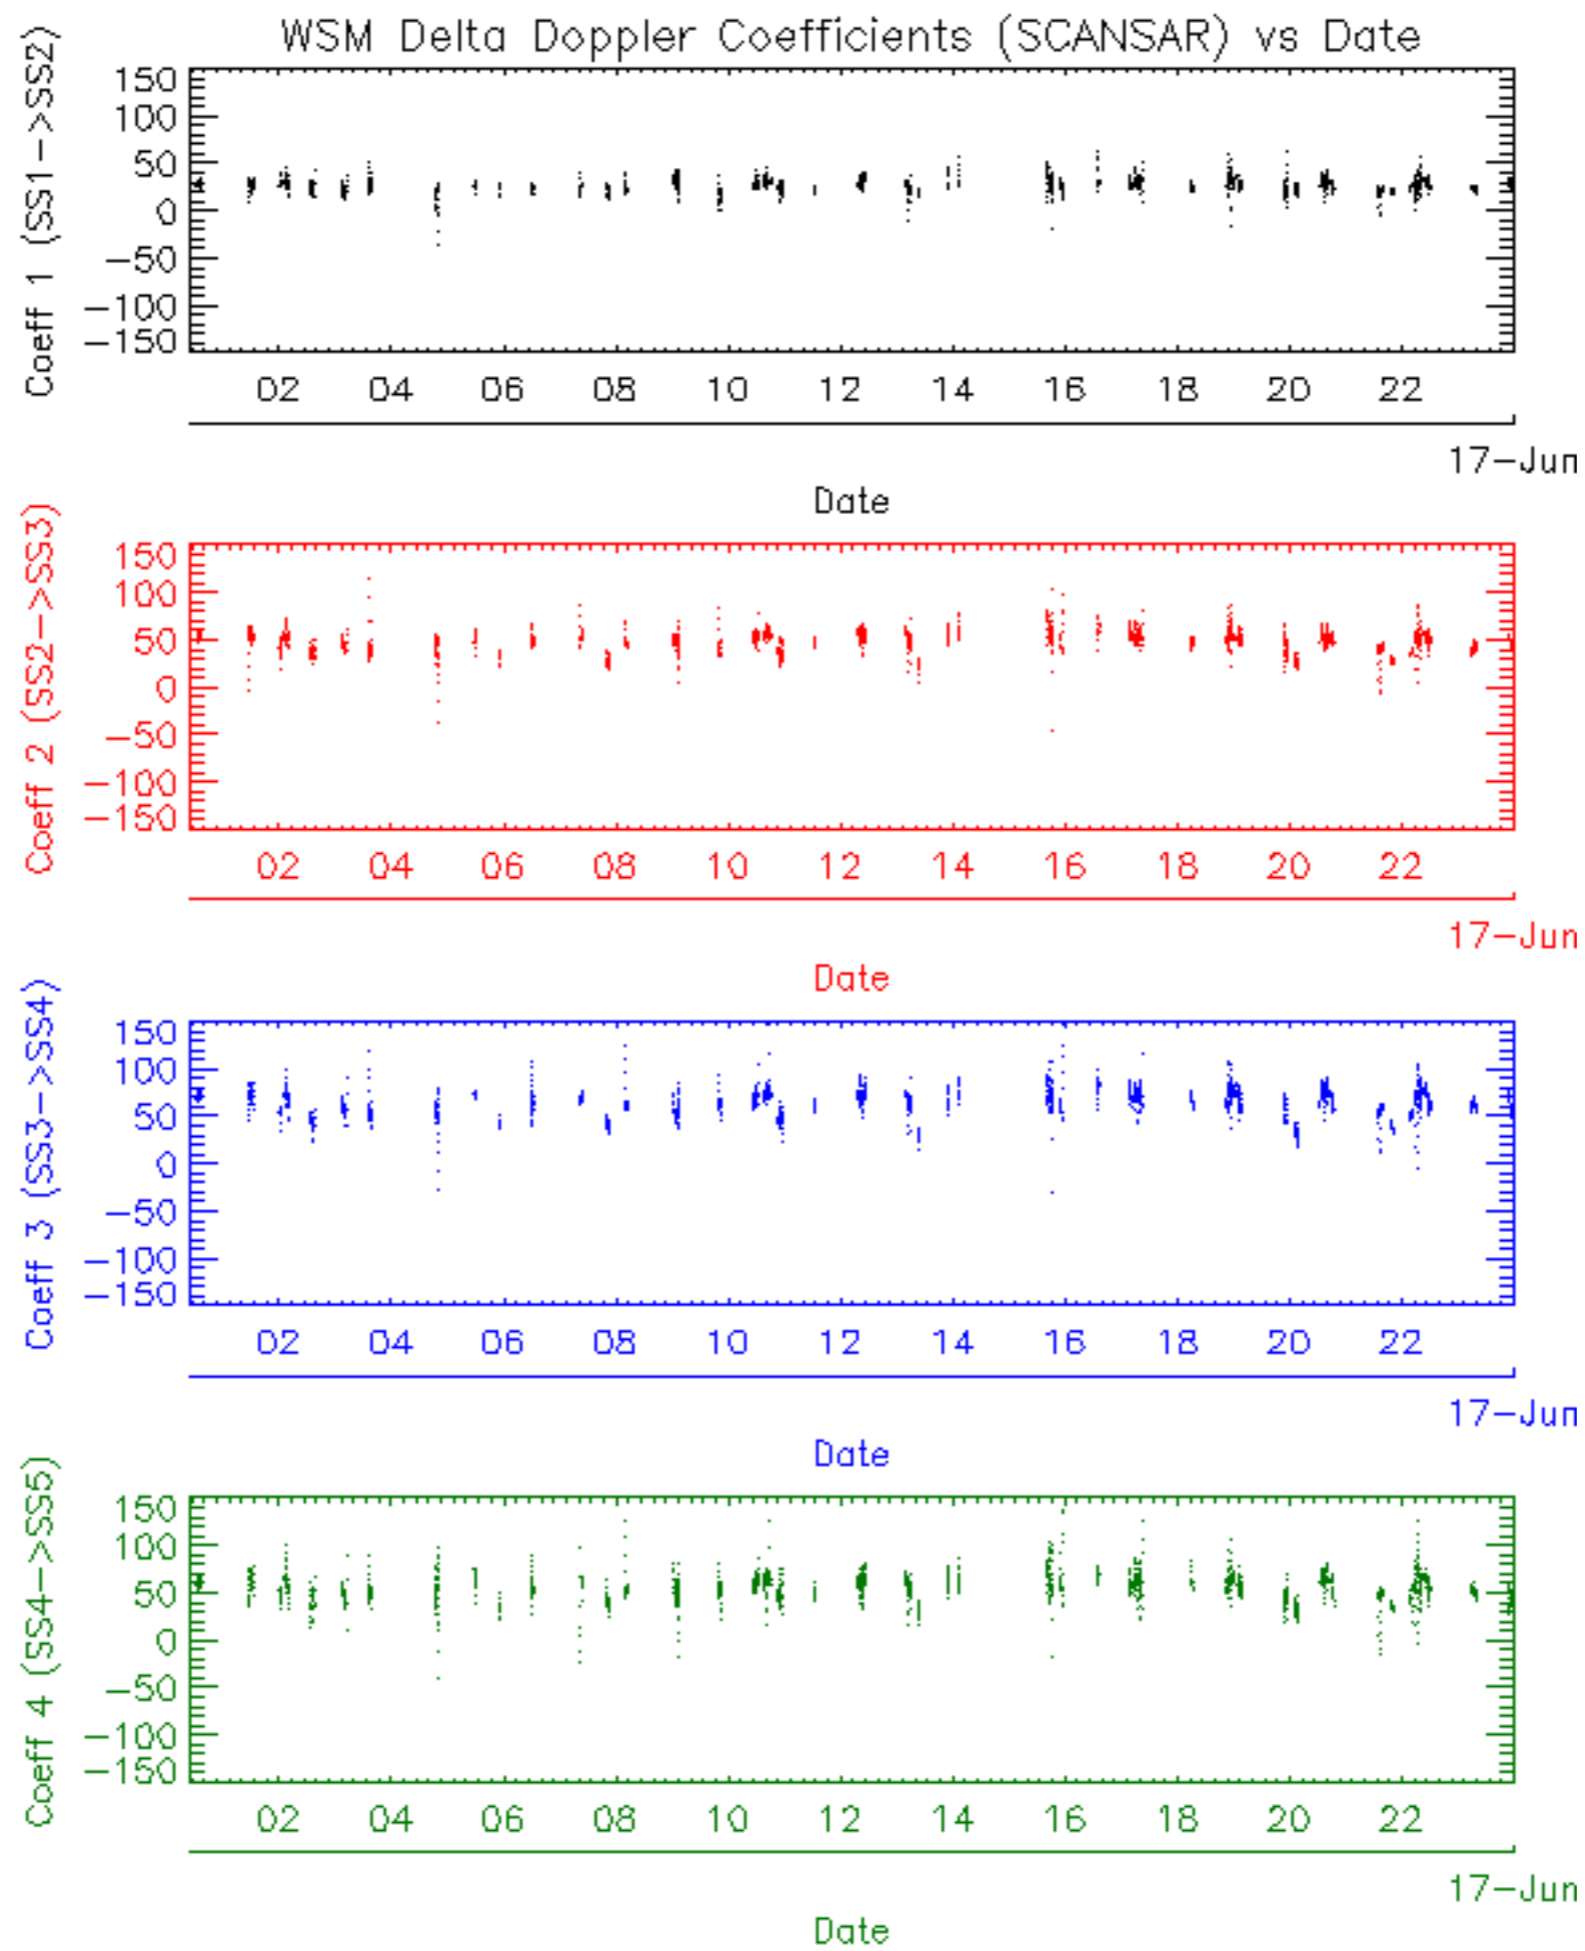 WSM Delta Doppler Coefficients (SCANSAR) vs Date
Coeff 1 (SS1->SS2)
150
100
50
0
-50
-100
-150
02 04 06 08 10 12 14 16 18 20 22
17-Jun
Date
Coeff 2 (SS2->SS3)
150
100
50
0
-50
-100
-150
02 04 06 08 10 12 14 16 18 20 22
17-Jun
Date
Coeff 3 (SS3->SS4)
150
100
50
0
-50
-100
-150
02 04 06 08 10 12 14 16 18 20 22
17-Jun
Date
Coeff 4 (SS4->SS5)
150
100
50
0
-50
-100
-150
02 04 06 08 10 12 14 16 18 20 22
17-Jun
Date